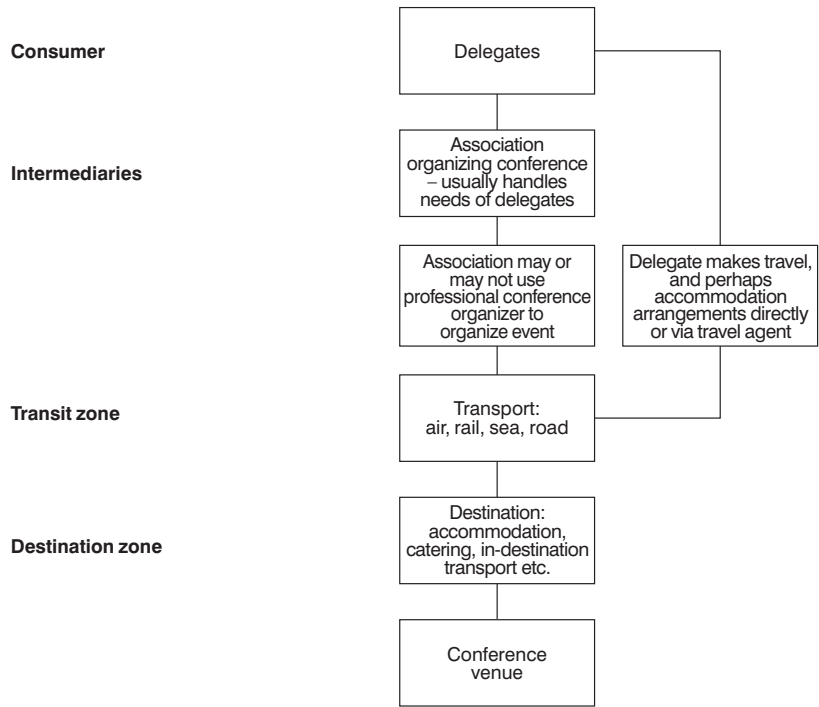 Consumer
Delegates
Intermediaries
Association
organizing conference
– usually handles
needs of delegates
Association may or
may not use
professional conference
organizer to
organize event
Delegate makes travel,
and perhaps
accommodation
arrangements directly
or via travel agent
Transit zone
Transport:
air, rail, sea, road
Destination zone
Destination:
accommodation,
catering, in-destination
transport etc.
Conference
venue